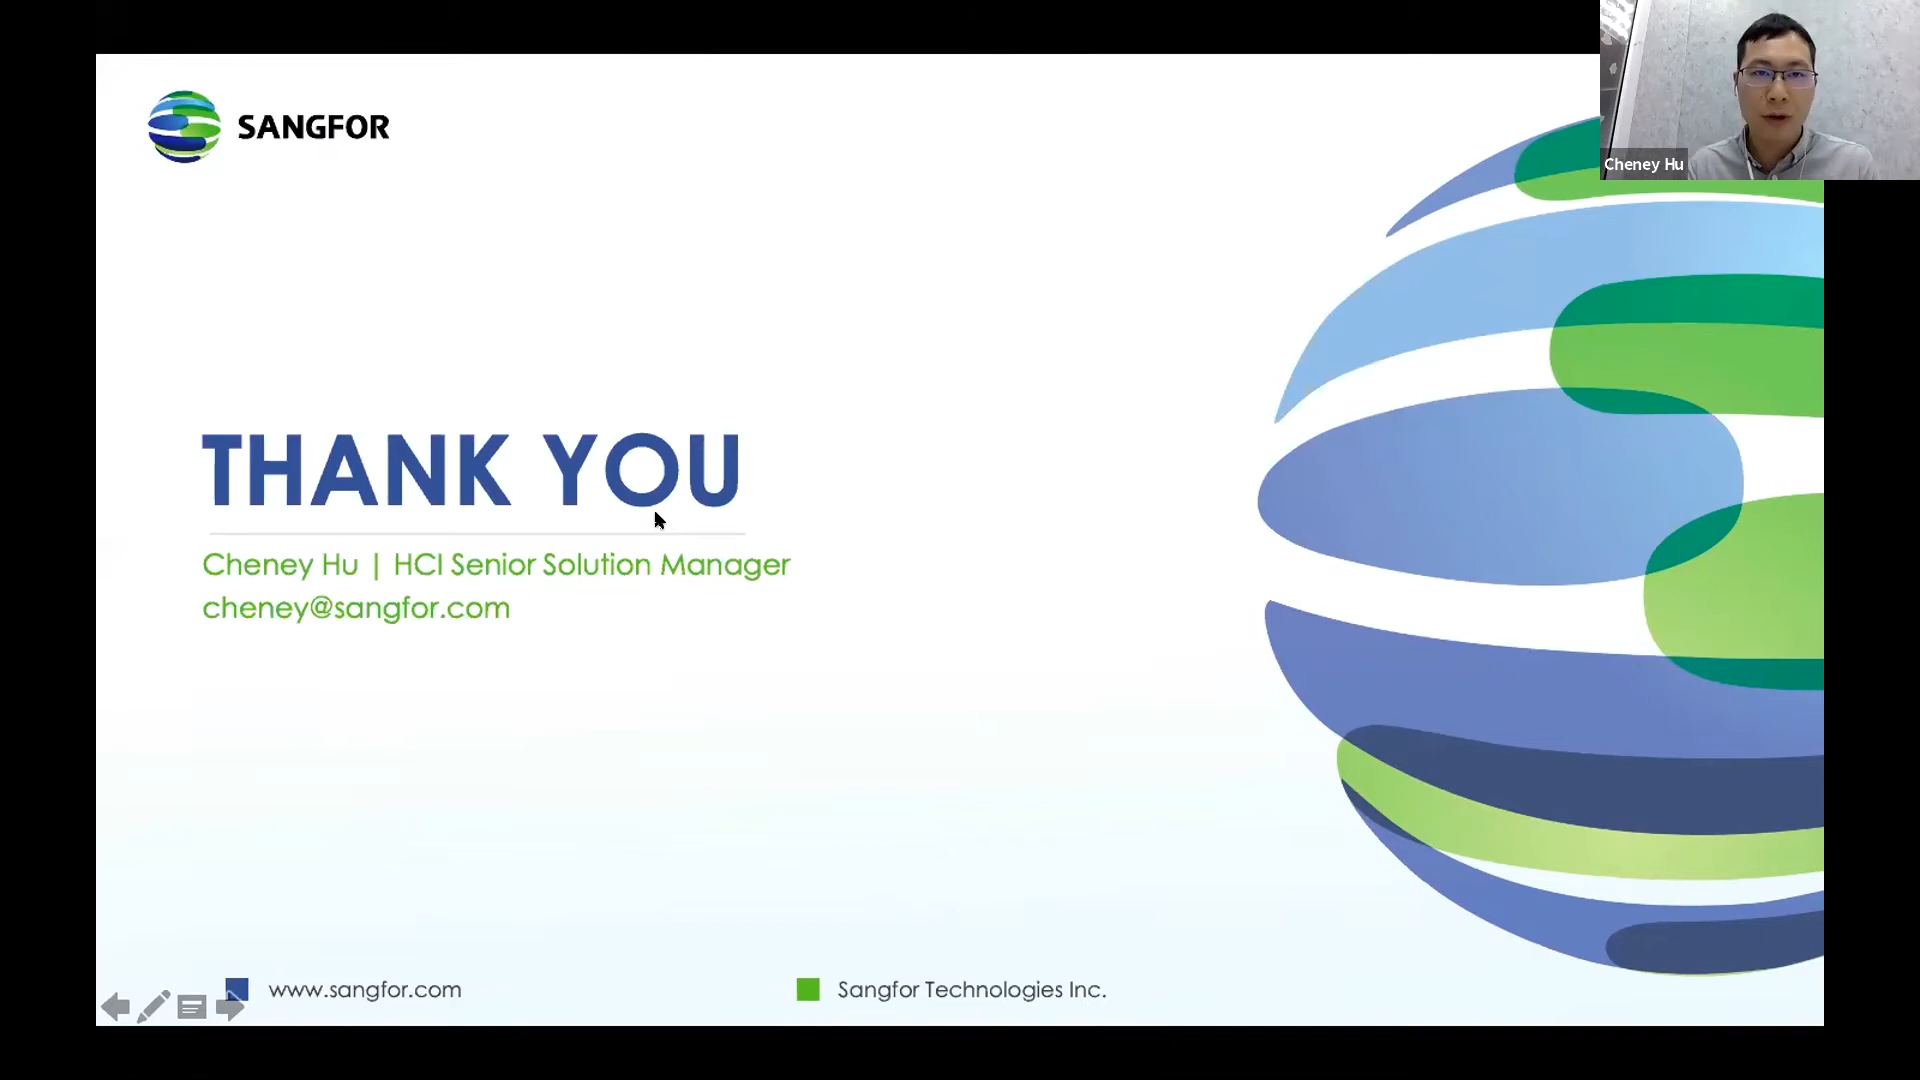 SANGFOR
Cheney Hu
THANK YOU
Cheney Hu | HCI Senior Solution Manager
cheney@sangfor.com
www.sangfor.com
Sangfor Technologies Inc.